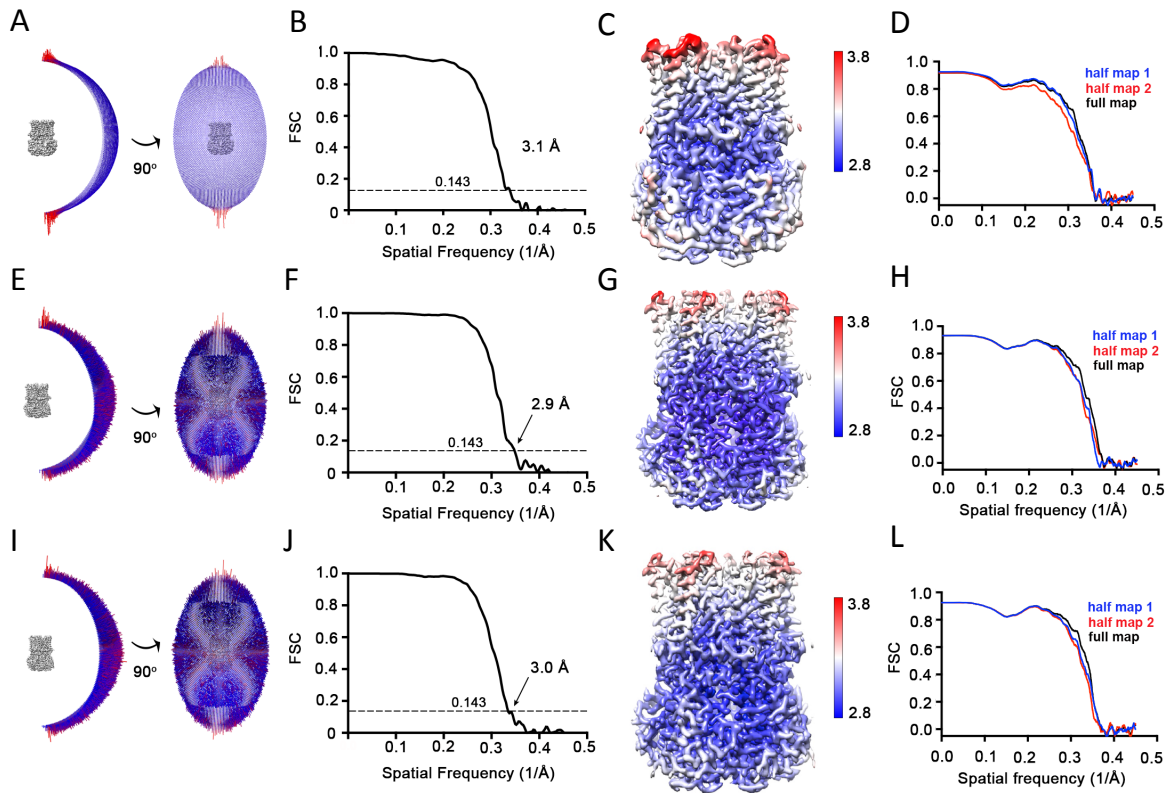 A
90°
B
1.0
0.8
0.6
0.4
0.2
0
FSC
3.1 Å
0.143
0.1 0.2 0.3 0.4 0.5
Spatial Frequency (1/Å)
C
3.8
2.8
D
1.0
0.8
0.6
0.4
0.2
0.0
half map 1
half map 2
full map
0.0 0.1 0.2 0.3 0.4 0.5
E
90°
F
1.0
0.8
0.6
0.4
0.2
0
FSC
2.9 Å
0.143
0.1 0.2 0.3 0.4 0.5
Spatial Frequency (1/Å)
G
3.8
2.8
H
1.0
0.8
0.6
0.4
0.2
0.0
FSC
half map 1
half map 2
full map
0.0 0.1 0.2 0.3 0.4 0.5
Spatial frequency (1/Å)
I
90°
J
1.0
0.8
0.6
0.4
0.2
0
FSC
3.0 Å
0.143
0.1 0.2 0.3 0.4 0.5
Spatial Frequency (1/Å)
K
3.8
2.8
L
1.0
0.8
0.6
0.4
0.2
0.0
FSC
half map 1
half map 2
full map
0.0 0.1 0.2 0.3 0.4 0.5
Spatial frequency (1/Å)